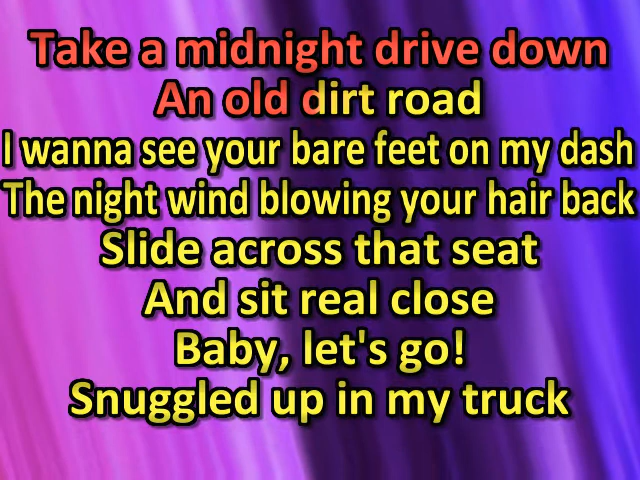 Take a midnight drive down
An old dirt road
I wanna see your bare feet on my dash
The night wind blowing your hair back
Slide across that seat
And sit real close
Baby, let's go!
Snuggled up in my truck